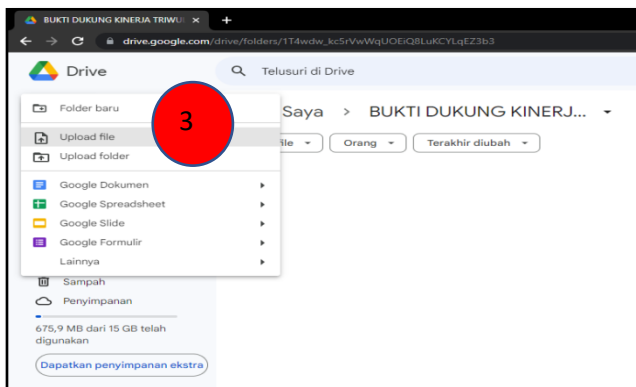 BUKTI DUKUNG KINERJA TRIWU
drive.google.com/drive/folders/1T4wdw_kc5rVwWqUOEiQ8LuKCYLqEZ3b3
Drive
Telusuri di Drive
Folder baru
3
Saya > BUKTI DUKUNG KINERJ...
Upload file
file
Orang
Terakhir diubah
Upload folder
Google Dokumen
Google Spreadsheet
Google Slide
Google Formulir
Lainnya
Sampah
Penyimpanan
675,9 MB dari 15 GB telah
digunakan
Dapatkan penyimpanan ekstra